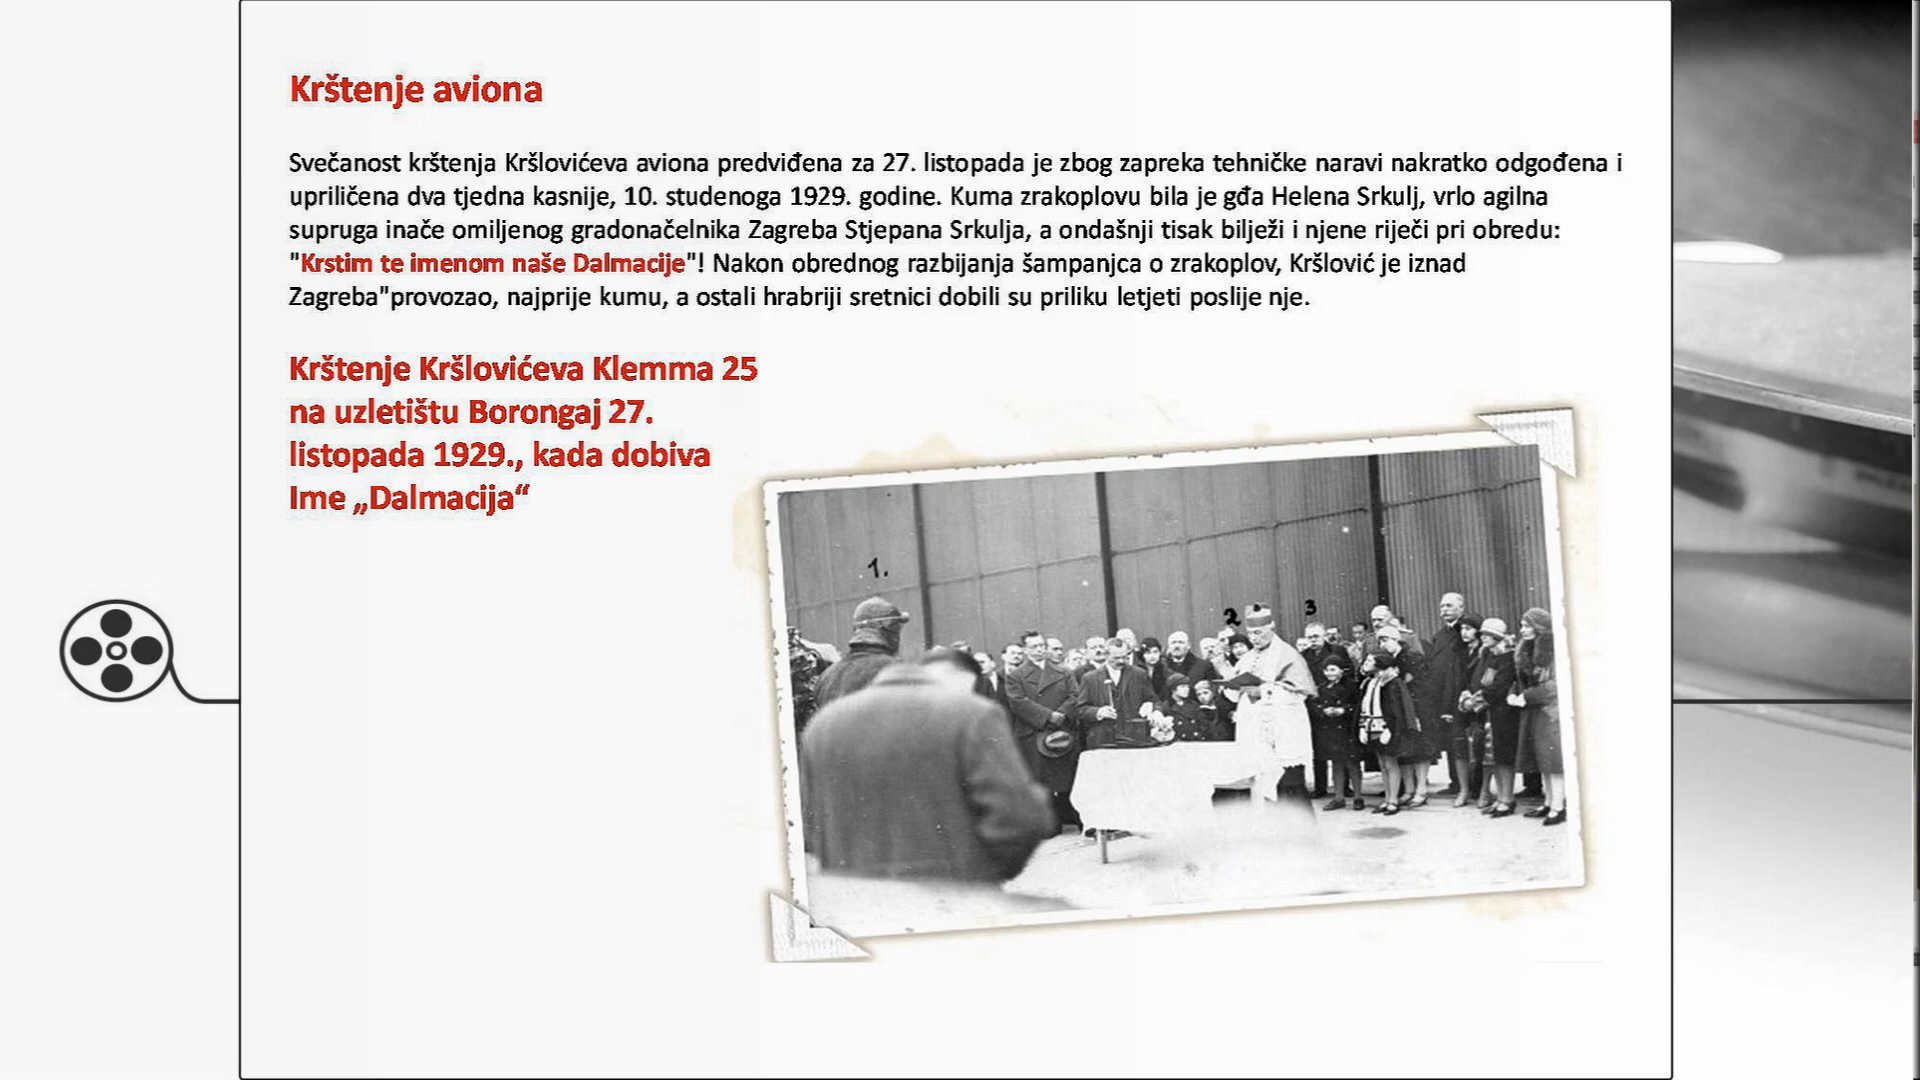 Krštenje aviona
Svečanost krštenja Kršlovićeva aviona predviđena za 27. listopada je zbog zapreka tehničke naravi nakratko odgođena i
upriličena dva tjedna kasnije, 10. studenoga 1929. godine. Kuma zrakoplovu bila je gđa Helena Srkulj, vrlo agilna
supruga inače omiljenog gradonačelnika Zagreba Stjepana Srkulja, a ondašnji tisak bilježi i njene riječi pri obredu:
"Krstim te imenom naše Dalmacije"! Nakon obrednog razbijanja šampanjca o zrakoplov, Kršlović je iznad
Zagreba"provozao, najprije kumu, a ostali hrabriji sretnici dobili su priliku letjeti poslije nje.
Krštenje Kršlovićeva Klemma 25
na uzletištu Borongaj 27.
listopada 1929., kada dobiva
Ime „Dalmacija“
1.
2
3